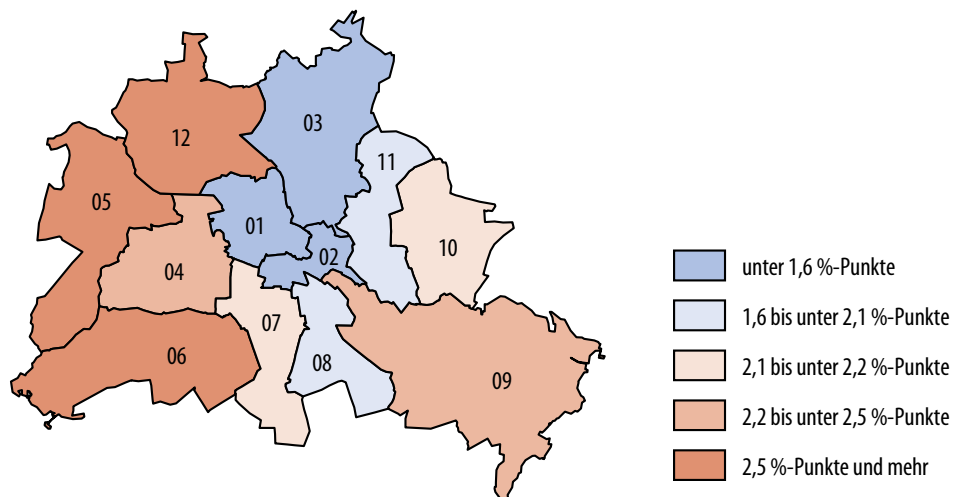 03
12
11
05
01
10
02
04
07
06
08
09
unter 1,6 %-Punkte
1,6 bis unter 2,1 %-Punkte
2,1 bis unter 2,2 %-Punkte
2,2 bis unter 2,5 %-Punkte
2,5 %-Punkte und mehr